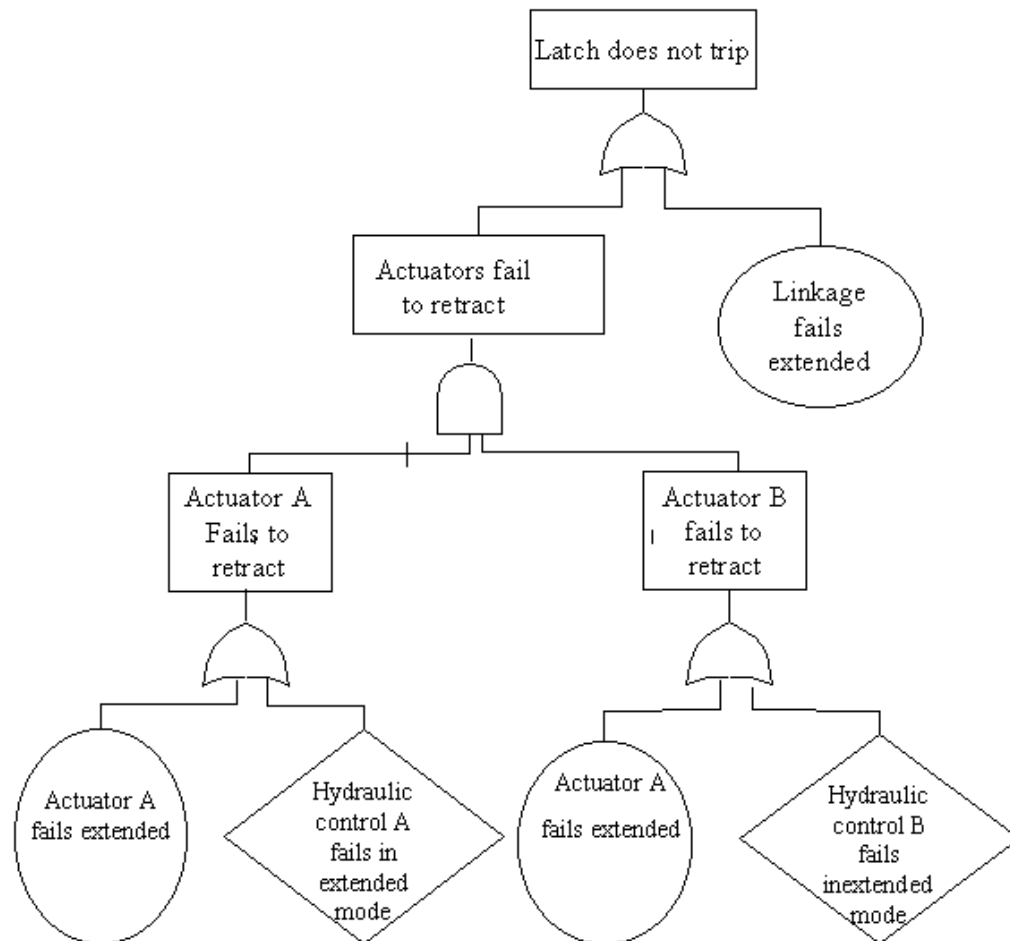 Latch does not trip
Actuators fail
to retract
Linkage
fails
extended
Actuator A
Fails to
retract
Actuator B
fails to
retract
Actuator A
fails extended
Hydraulic
control A
fails in
extended
mode
Actuator A
fails extended
Hydraulic
control B
fails
inextended
mode